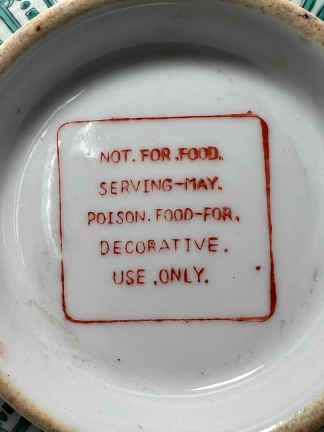 NOT. FOR .FOOD.
SERVING-MAY.
POISON. FOOD-FOR.
DECORATIVE.
USE .ONLY.